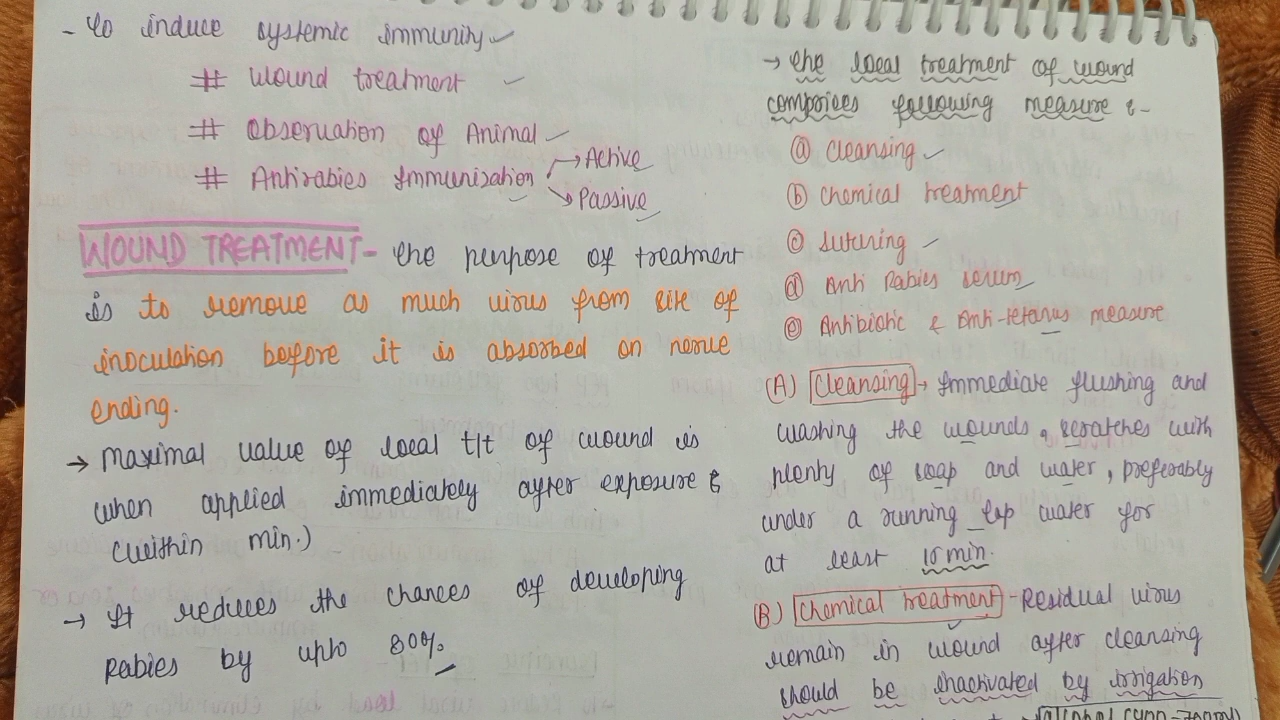 - To induce systemic immunity
# Wound treatment
# Observation of Animal
# Antirabies Immunization → Active
→ Passive
WOUND TREATMENT - the purpose of treatment
is to remove as much virus from site of
inoculation before it is absorbed on nerve
ending.
→ Maximal value of local t/t of wound is
when applied immediately after exposure &
(within min.)
→ It reduces the chances of developing
Rabies by upto 80%
→ the local treatment of wound
comprises following measure :-
(a) Cleansing
(b) Chemical treatment
(c) Suturing
(d) Anti Rabies serum
(e) Antibiotic & Anti-tetanus measure
(A) Cleansing → Immediate flushing and
washing the wounds, scratches with
plenty of soap and water, preferably
under a running tap water for
at least min.
(B) Chemical treatment - Residual virus
remain in wound after cleansing
should be inactivated by irrigation